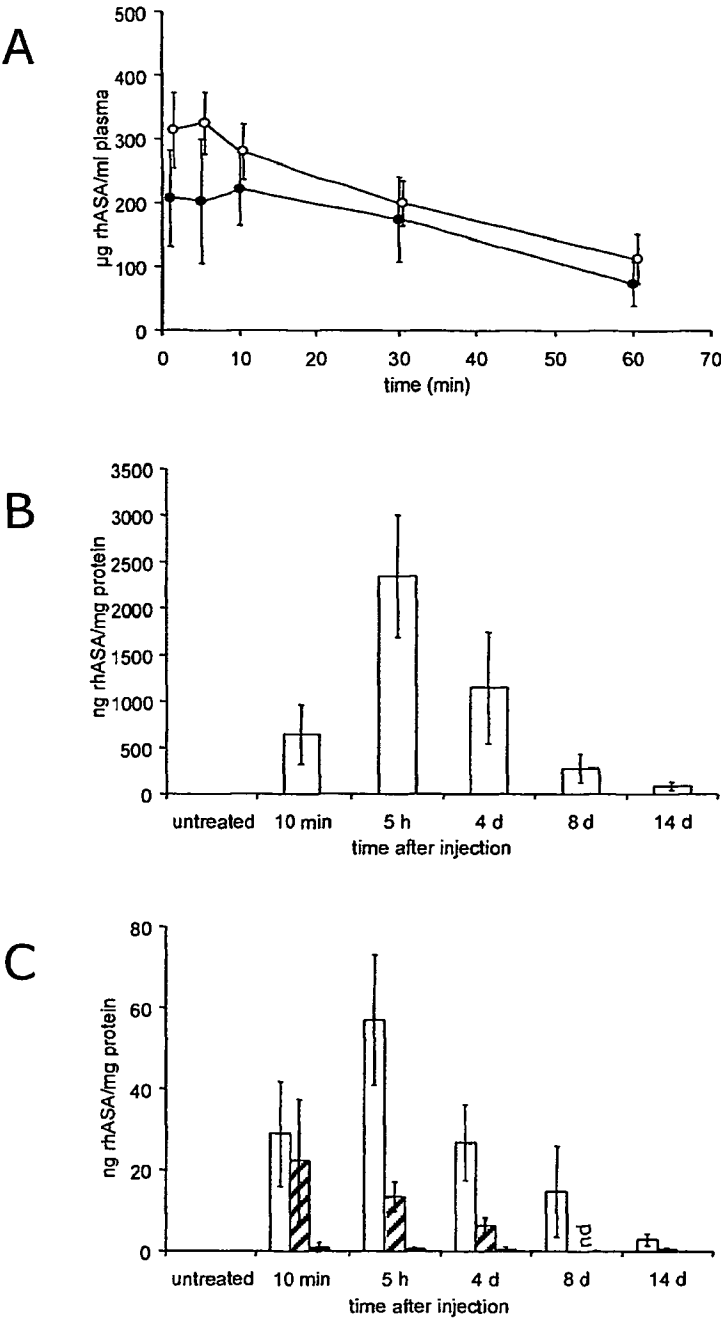 A
500
400
300
200
100
0
µg rhASA/ml plasma
0 10 20 30 40 50 60 70
time (min)
B
3500
3000
2500
2000
1500
1000
500
0
ng rhASA/mg protein
untreated 10 min 5 h 4 d 8 d 14 d
time after injection
C
80
60
40
20
0
ng rhASA/mg protein
nd
untreated 10 min 5 h 4 d 8 d 14 d
time after injection